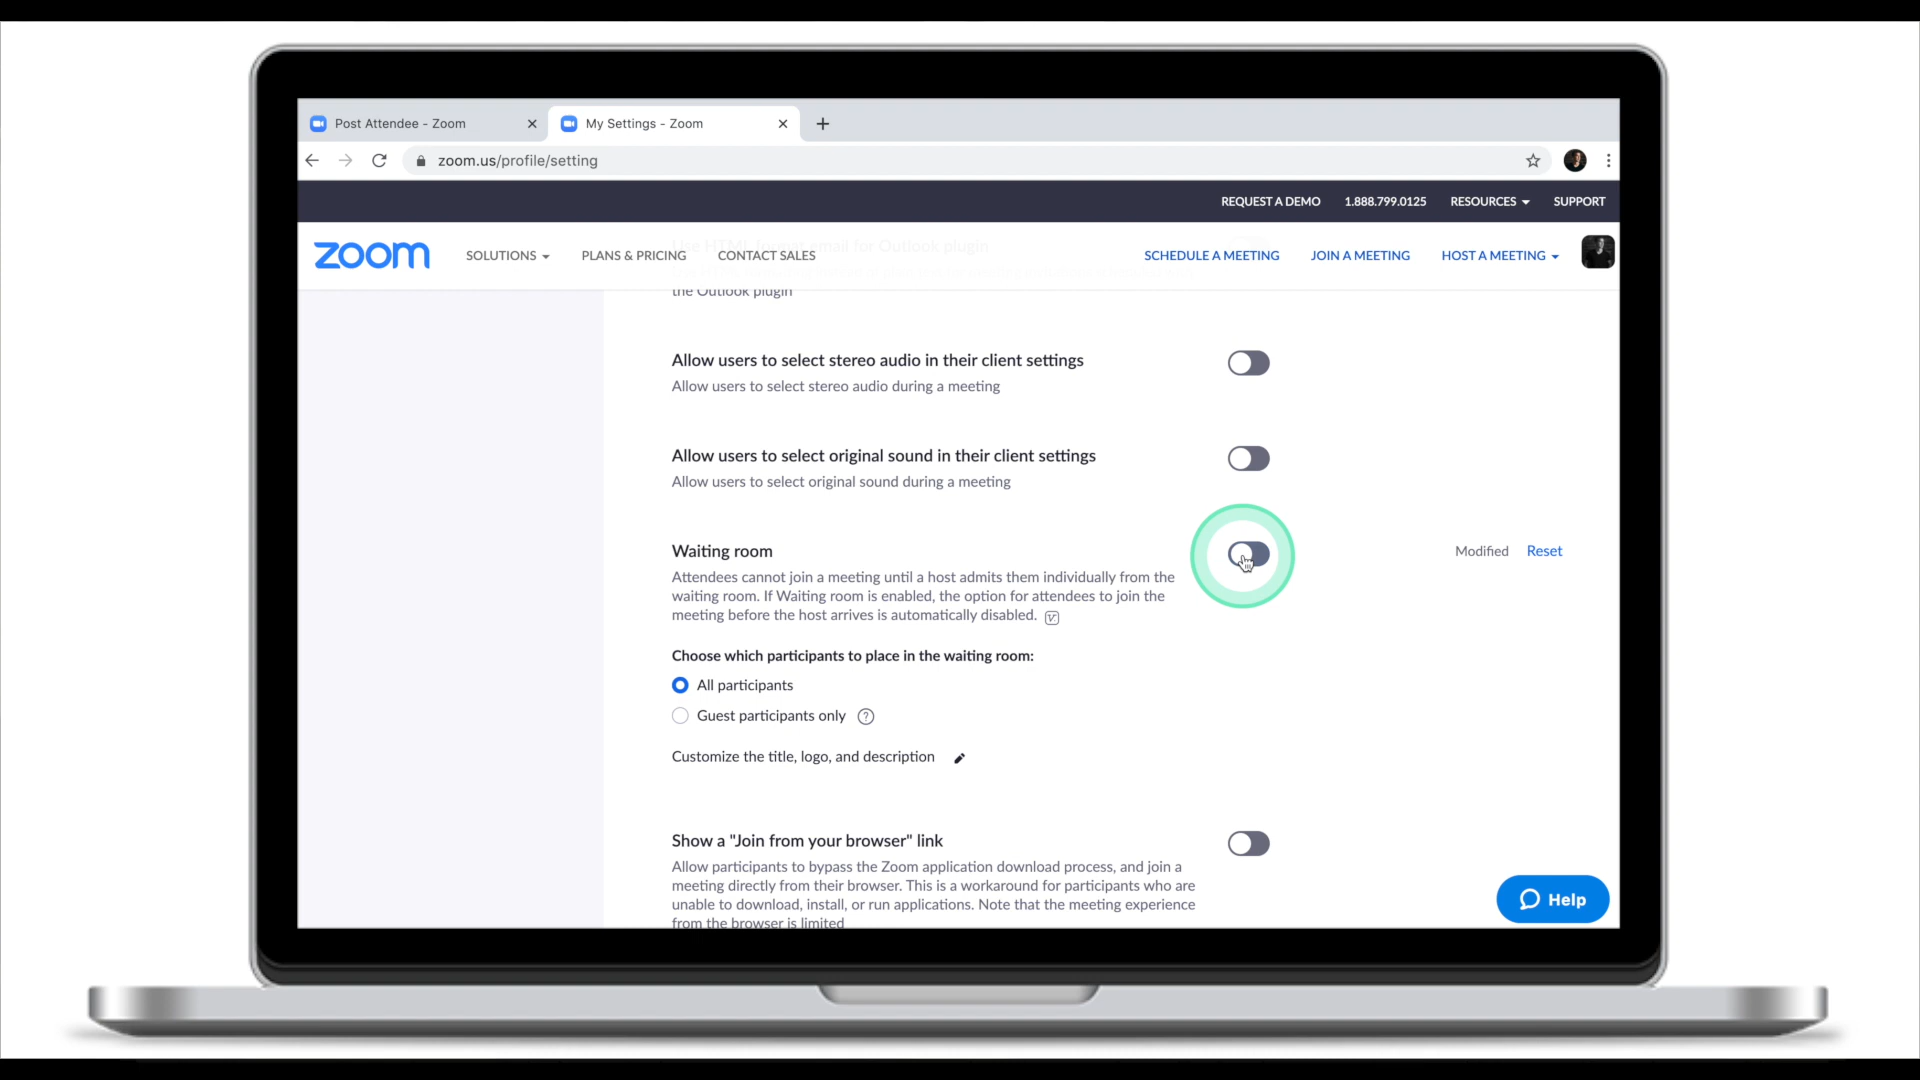 Post Attendee - Zoom
My Settings - Zoom
zoom.us/profile/setting
REQUEST A DEMO 1.888.799.0125 RESOURCES SUPPORT
zoom SOLUTIONS PLANS & PRICING CONTACT SALES SCHEDULE A MEETING JOIN A MEETING HOST A MEETING
Use HTML format email for Outlook plugin
the Outlook plugin
Allow users to select stereo audio in their client settings
Allow users to select stereo audio during a meeting
Allow users to select original sound in their client settings
Allow users to select original sound during a meeting
Waiting room Modified Reset
Attendees cannot join a meeting until a host admits them individually from the
waiting room. If Waiting room is enabled, the option for attendees to join the
meeting before the host arrives is automatically disabled.
Choose which participants to place in the waiting room:
All participants
Guest participants only ?
Customize the title, logo, and description
Show a "Join from your browser" link
Allow participants to bypass the Zoom application download process, and join a
meeting directly from their browser. This is a workaround for participants who are
unable to download, install, or run applications. Note that the meeting experience
from the browser is limited
Help